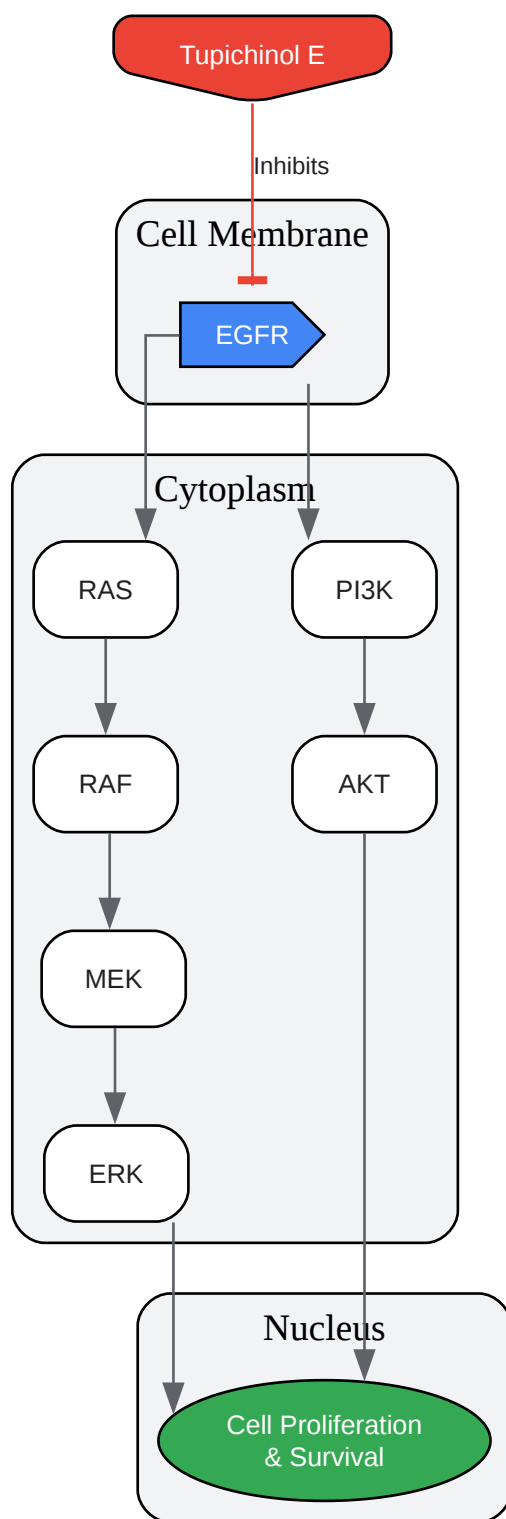 Tupichinol E
Inhibits
Cell Membrane
EGFR
Cytoplasm
RAS
PI3K
RAF
AKT
MEK
ERK
Nucleus
Cell Proliferation
& Survival